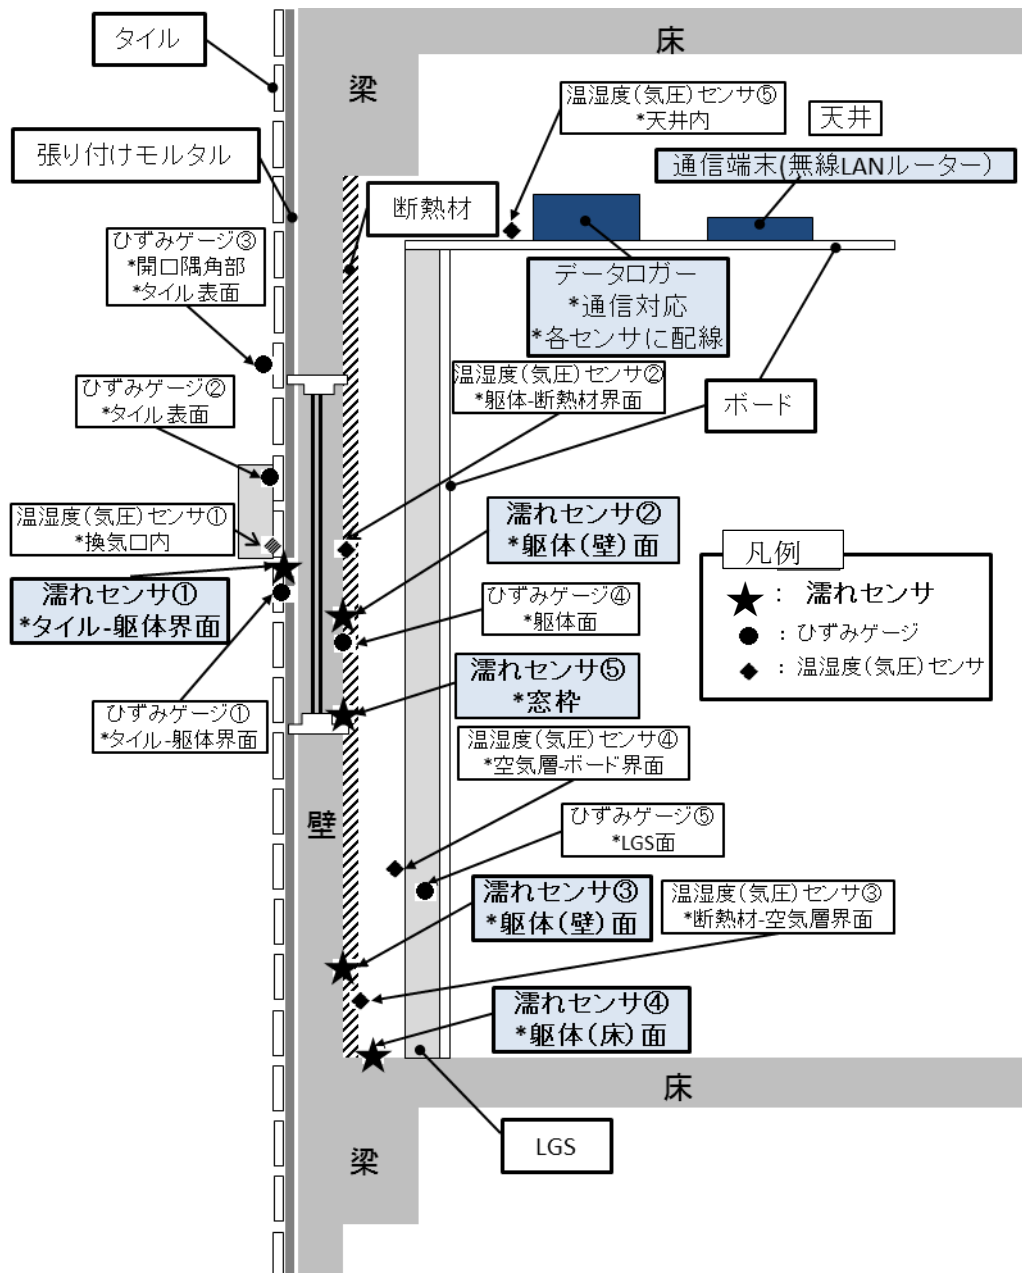 タイル
床
梁
温湿度(気圧)センサ⑤
*天井内
天井
張り付けモルタル
通信端末(無線LANルーター)
断熱材
ひずみゲージ③
*開口隅角部
*タイル表面
データロガー
*通信対応
*各センサに配線
温湿度(気圧)センサ②
*躯体-断熱材界面
ボード
ひずみゲージ②
*タイル表面
温湿度(気圧)センサ①
*換気口内
濡れセンサ②
*躯体(壁)面
凡例
★ : 濡れセンサ
● : ひずみゲージ
◆ : 温湿度(気圧)センサ
濡れセンサ①
*タイル-躯体界面
ひずみゲージ④
*躯体面
濡れセンサ⑤
*窓枠
ひずみゲージ①
*タイル-躯体界面
温湿度(気圧)センサ④
*空気層-ボード界面
壁
ひずみゲージ⑤
*LGS面
濡れセンサ③
*躯体(壁)面
温湿度(気圧)センサ③
*断熱材-空気層界面
濡れセンサ④
*躯体(床)面
床
LGS
梁